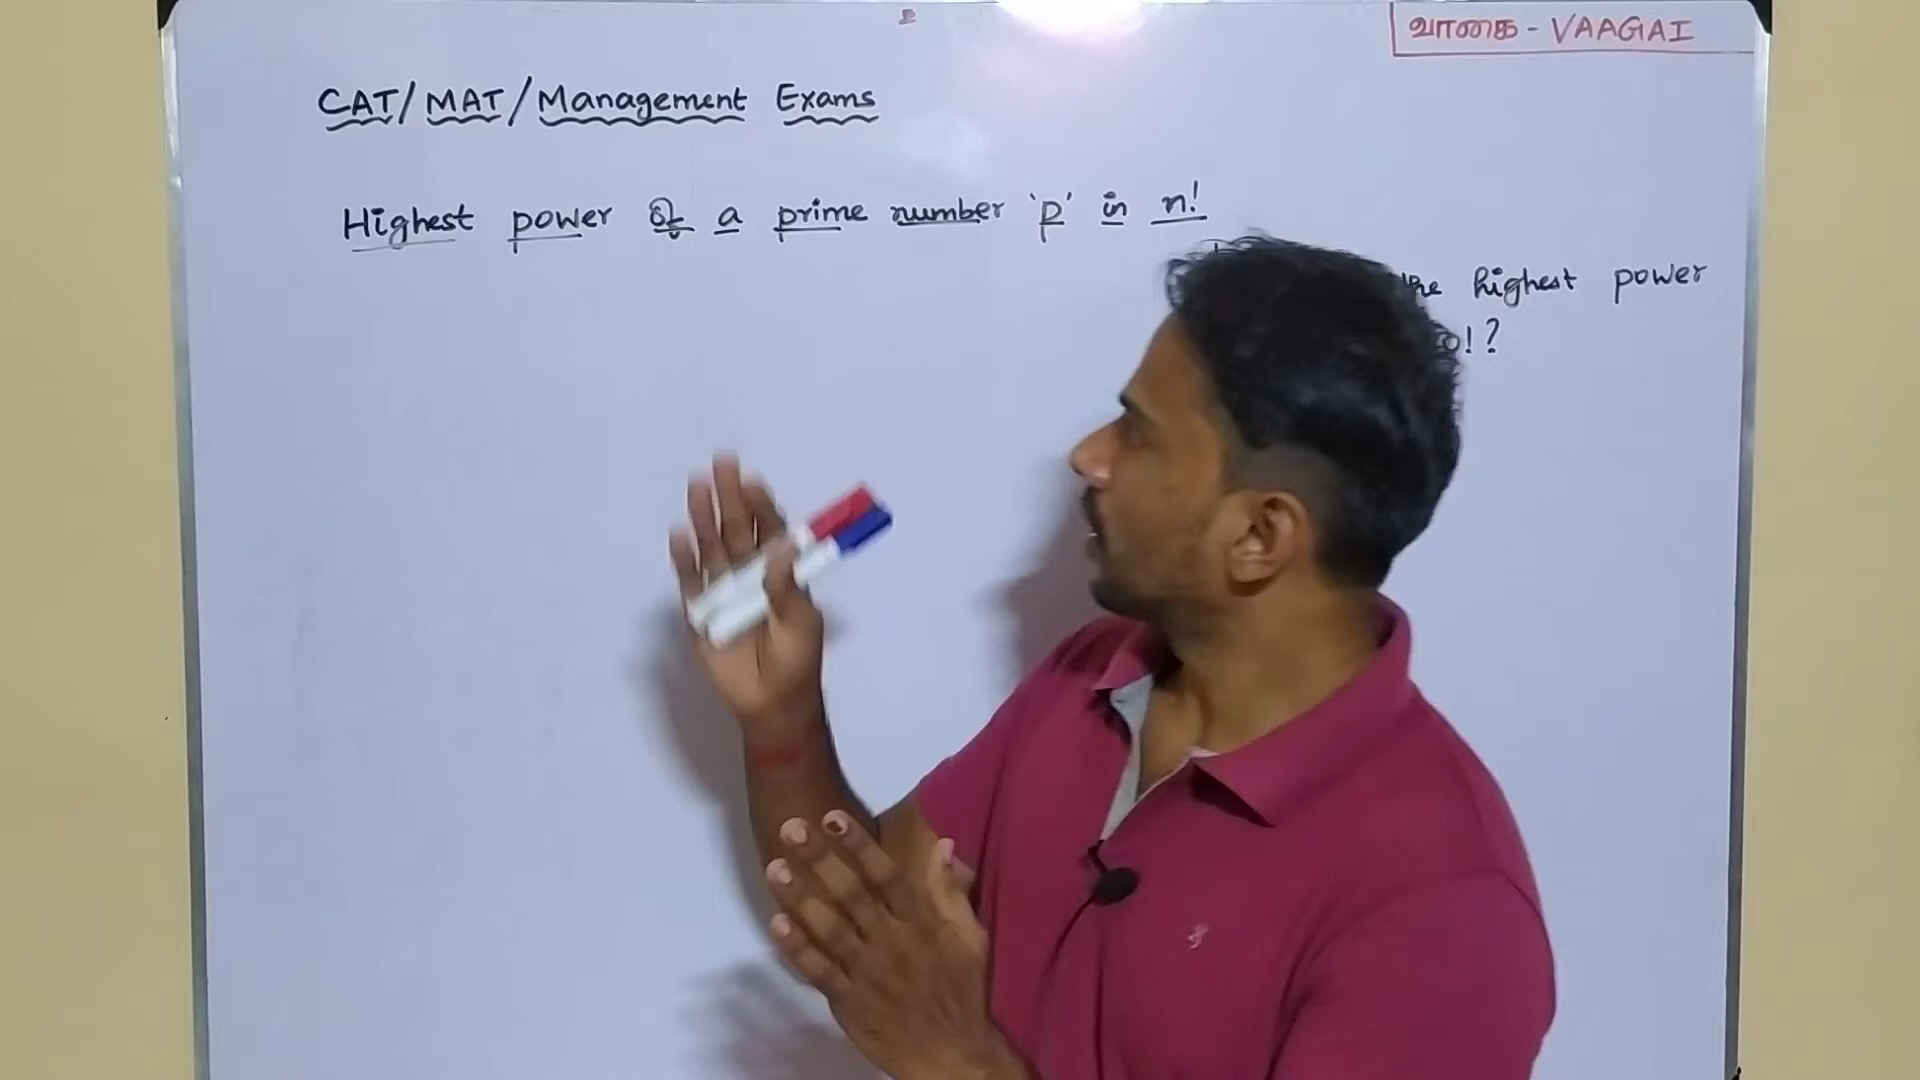 வாகை - VAAGAI
CAT/MAT/Management Exams
Highest power of a prime number 'p' in n!
highest power
!?